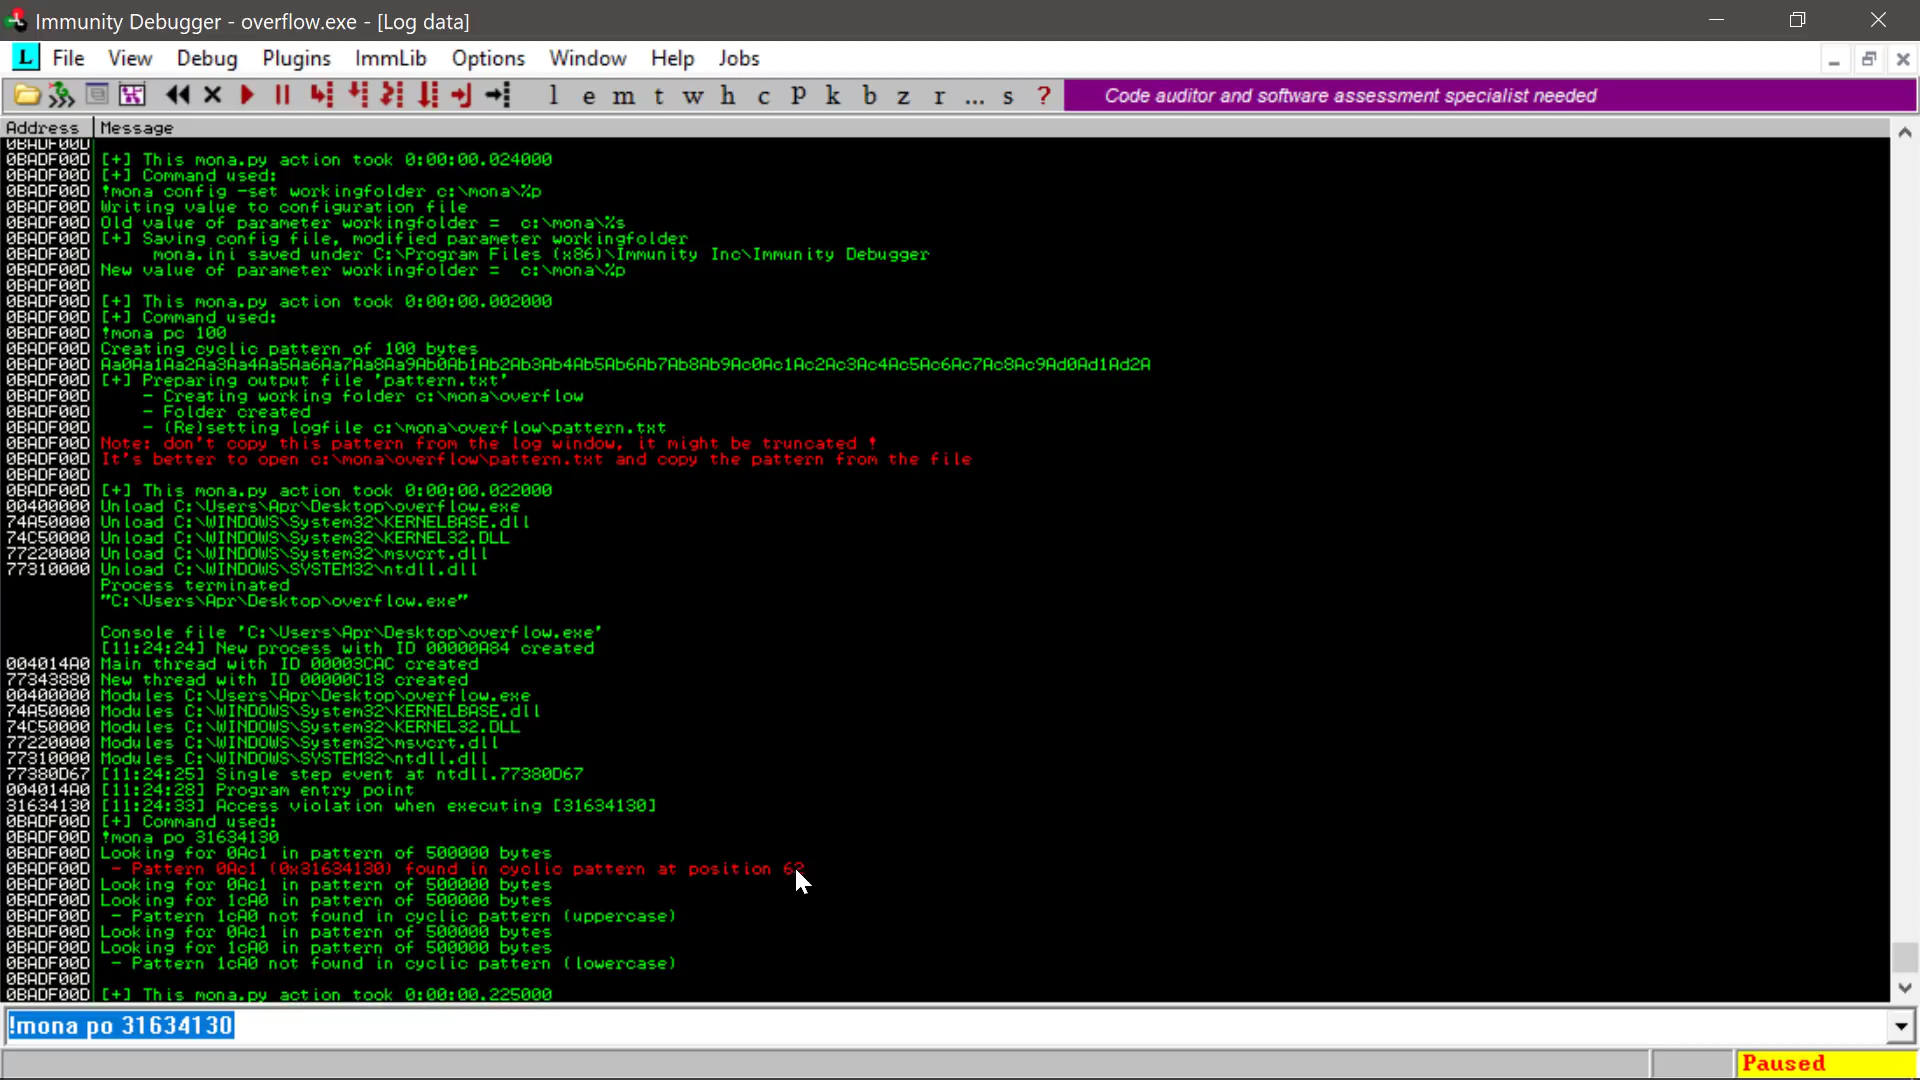 Immunity Debugger - overflow.exe - [Log data]
L File View Debug Plugins ImmLib Options Window Help Jobs
l e m t w h c P k b z r ... s ? Code auditor and software assessment specialist needed
Address Message
0BADF00D
0BADF00D [+] This mona.py action took 0:00:00.024000
0BADF00D [+] Command used:
0BADF00D !mona config -set workingfolder c:\mona\%p
0BADF00D Writing value to configuration file
0BADF00D Old value of parameter workingfolder = c:\mona\%s
0BADF00D [+] Saving config file, modified parameter workingfolder
0BADF00D mona.ini saved under C:\Program Files (x86)\Immunity Inc\Immunity Debugger
0BADF00D New value of parameter workingfolder = c:\mona\%p
0BADF00D
0BADF00D [+] This mona.py action took 0:00:00.002000
0BADF00D [+] Command used:
0BADF00D !mona pc 100
0BADF00D Creating cyclic pattern of 100 bytes
0BADF00D Aa0Aa1Aa2Aa3Aa4Aa5Aa6Aa7Aa8Aa9Ab0Ab1Ab2Ab3Ab4Ab5Ab6Ab7Ab8Ab9Ac0Ac1Ac2Ac3Ac4Ac5Ac6Ac7Ac8Ac9Ad0Ad1Ad2A
0BADF00D [+] Preparing output file 'pattern.txt'
0BADF00D - Creating working folder c:\mona\overflow
0BADF00D - Folder created
0BADF00D - (Re)setting logfile c:\mona\overflow\pattern.txt
0BADF00D Note: don't copy this pattern from the log window, it might be truncated !
0BADF00D It's better to open c:\mona\overflow\pattern.txt and copy the pattern from the file
0BADF00D
0BADF00D [+] This mona.py action took 0:00:00.022000
00400000 Unload C:\Users\Apr\Desktop\overflow.exe
74A50000 Unload C:\WINDOWS\System32\KERNELBASE.dll
74C50000 Unload C:\WINDOWS\System32\KERNEL32.DLL
77220000 Unload C:\WINDOWS\System32\msvcrt.dll
77310000 Unload C:\WINDOWS\SYSTEM32\ntdll.dll
Process terminated
"C:\Users\Apr\Desktop\overflow.exe"
Console file 'C:\Users\Apr\Desktop\overflow.exe'
[11:24:24] New process with ID 00000A84 created
004014A0 Main thread with ID 00003CAC created
77343880 New thread with ID 00000C18 created
00400000 Modules C:\Users\Apr\Desktop\overflow.exe
74A50000 Modules C:\WINDOWS\System32\KERNELBASE.dll
74C50000 Modules C:\WINDOWS\System32\KERNEL32.DLL
77220000 Modules C:\WINDOWS\System32\msvcrt.dll
77310000 Modules C:\WINDOWS\SYSTEM32\ntdll.dll
77380D67 [11:24:25] Single step event at ntdll.77380D67
004014A0 [11:24:28] Program entry point
31634130 [11:24:33] Access violation when executing [31634130]
0BADF00D [+] Command used:
0BADF00D !mona po 31634130
0BADF00D Looking for 0Ac1 in pattern of 500000 bytes
0BADF00D - Pattern 0Ac1 (0x31634130) found in cyclic pattern at position 62
0BADF00D Looking for 0Ac1 in pattern of 500000 bytes
0BADF00D Looking for 1cA0 in pattern of 500000 bytes
0BADF00D - Pattern 1cA0 not found in cyclic pattern (uppercase)
0BADF00D Looking for 0Ac1 in pattern of 500000 bytes
0BADF00D Looking for 1cA0 in pattern of 500000 bytes
0BADF00D - Pattern 1cA0 not found in cyclic pattern (lowercase)
0BADF00D
0BADF00D [+] This mona.py action took 0:00:00.225000
!mona po 31634130
Paused